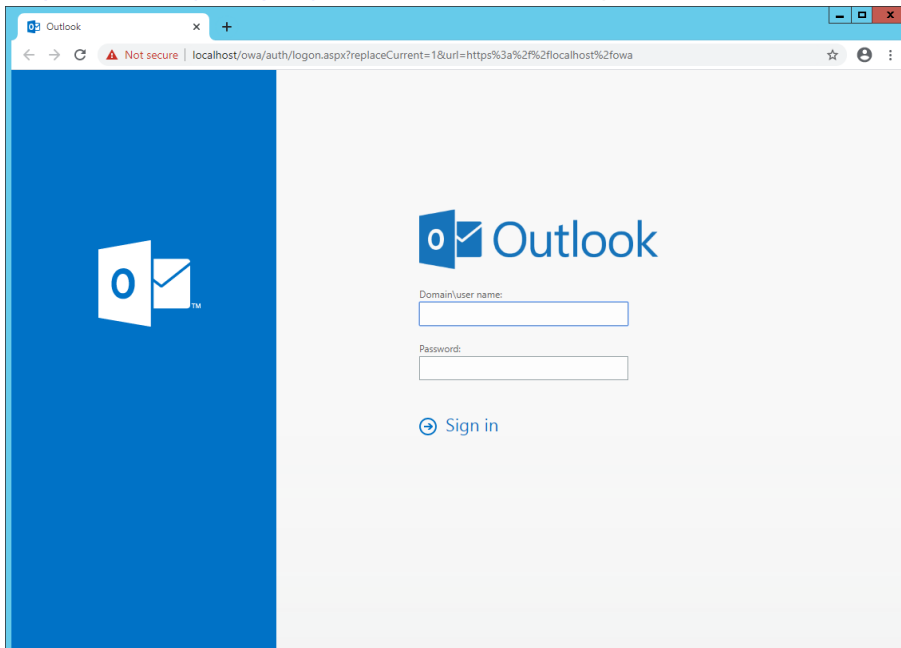 Outlook
Not secure | localhost/owa/auth/logon.aspx?replaceCurrent=1&url=https%3a%2f%2flocalhost%2fowa
O Outlook
Domain\user name:
O TM
Password:
Sign in